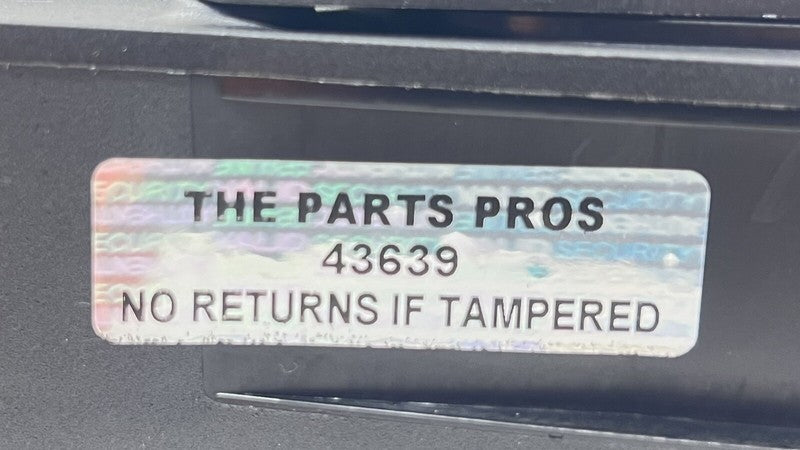 THE PARTS PROS
43639
NO RETURNS IF TAMPERED